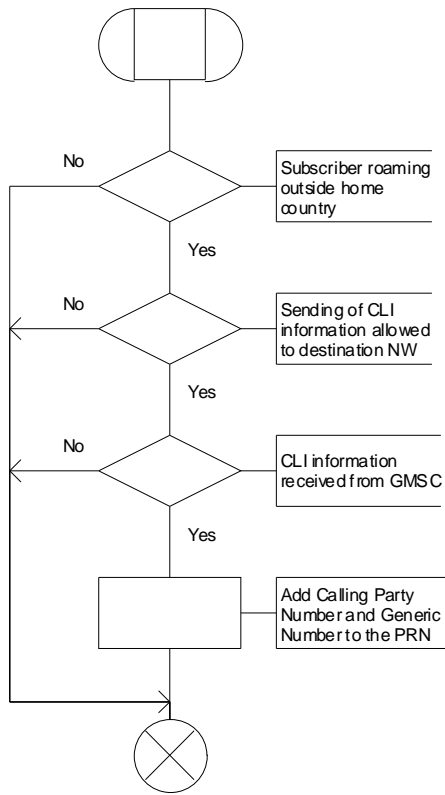 No
Subscriber roaming
outside home
country
Yes
No
Sending of CLI
information allowed
to destination NW
Yes
No
CLI information
received from GMSC
Yes
Add Calling Party
Number and Generic
Number to the PRN